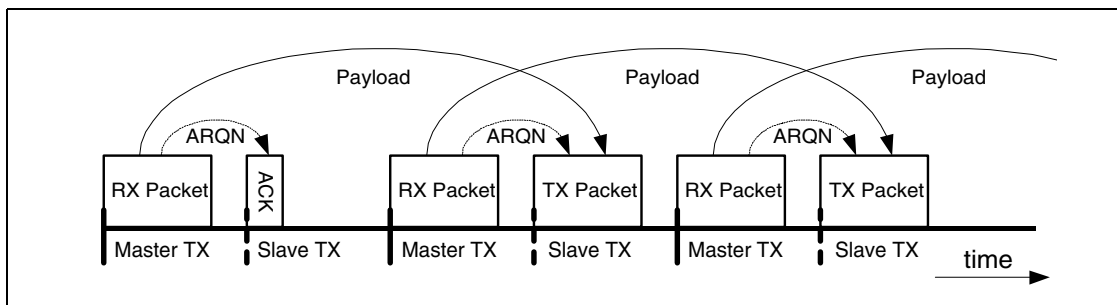 Payload
Payload
Payload
ARQN
ARQN
ARQN
RX Packet
ACK
RX Packet
TX Packet
RX Packet
TX Packet
Master TX
Slave TX
Master TX
Slave TX
Master TX
Slave TX
time